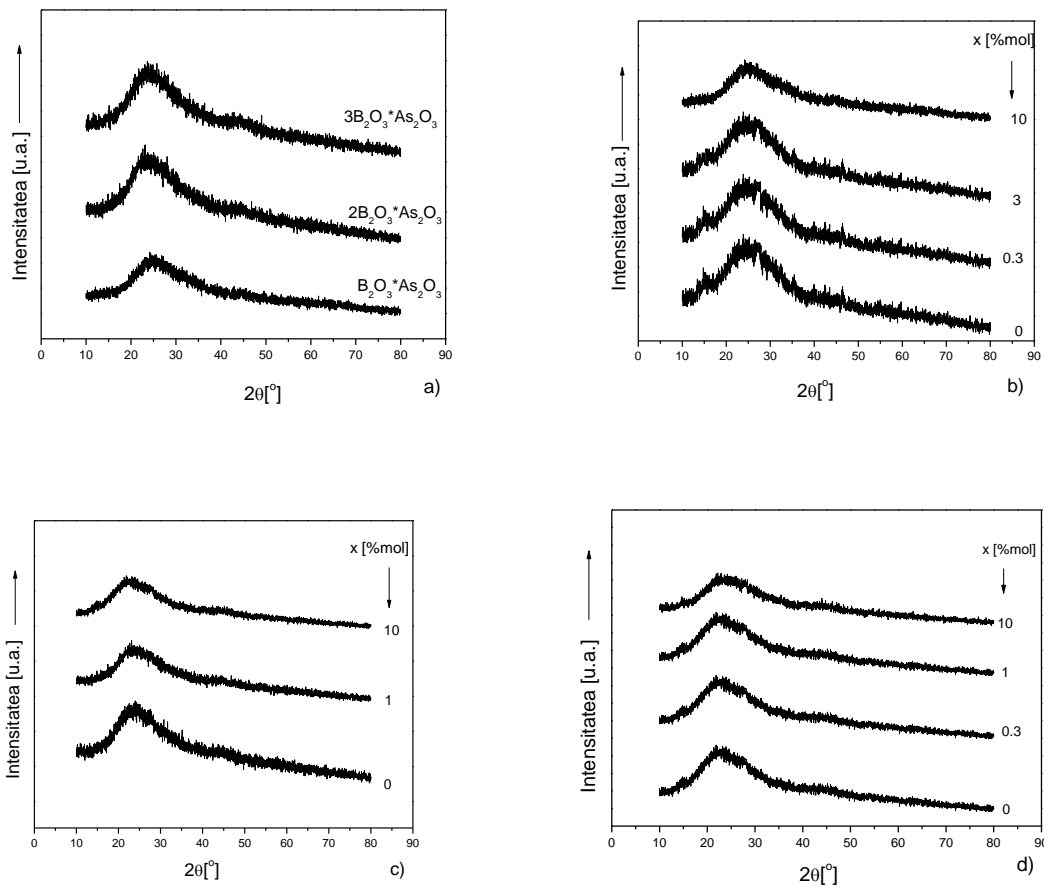 Intensitatea [u.a.]
3B₂O₃*As₂O₃
2B₂O₃*As₂O₃
B₂O₃*As₂O₃
0 10 20 30 40 50 60 70 80 90
2θ[°]
a)
Intensitatea [u.a.]
x [%mol]
10
3
0.3
0
0 10 20 30 40 50 60 70 80 90
2θ[°]
b)
Intensitatea [u.a.]
x [%mol]
10
1
0
0 10 20 30 40 50 60 70 80 90
2θ[°]
c)
Intensitatea [u.a.]
x [%mol]
10
1
0.3
0
0 10 20 30 40 50 60 70 80 90
2θ[°]
d)